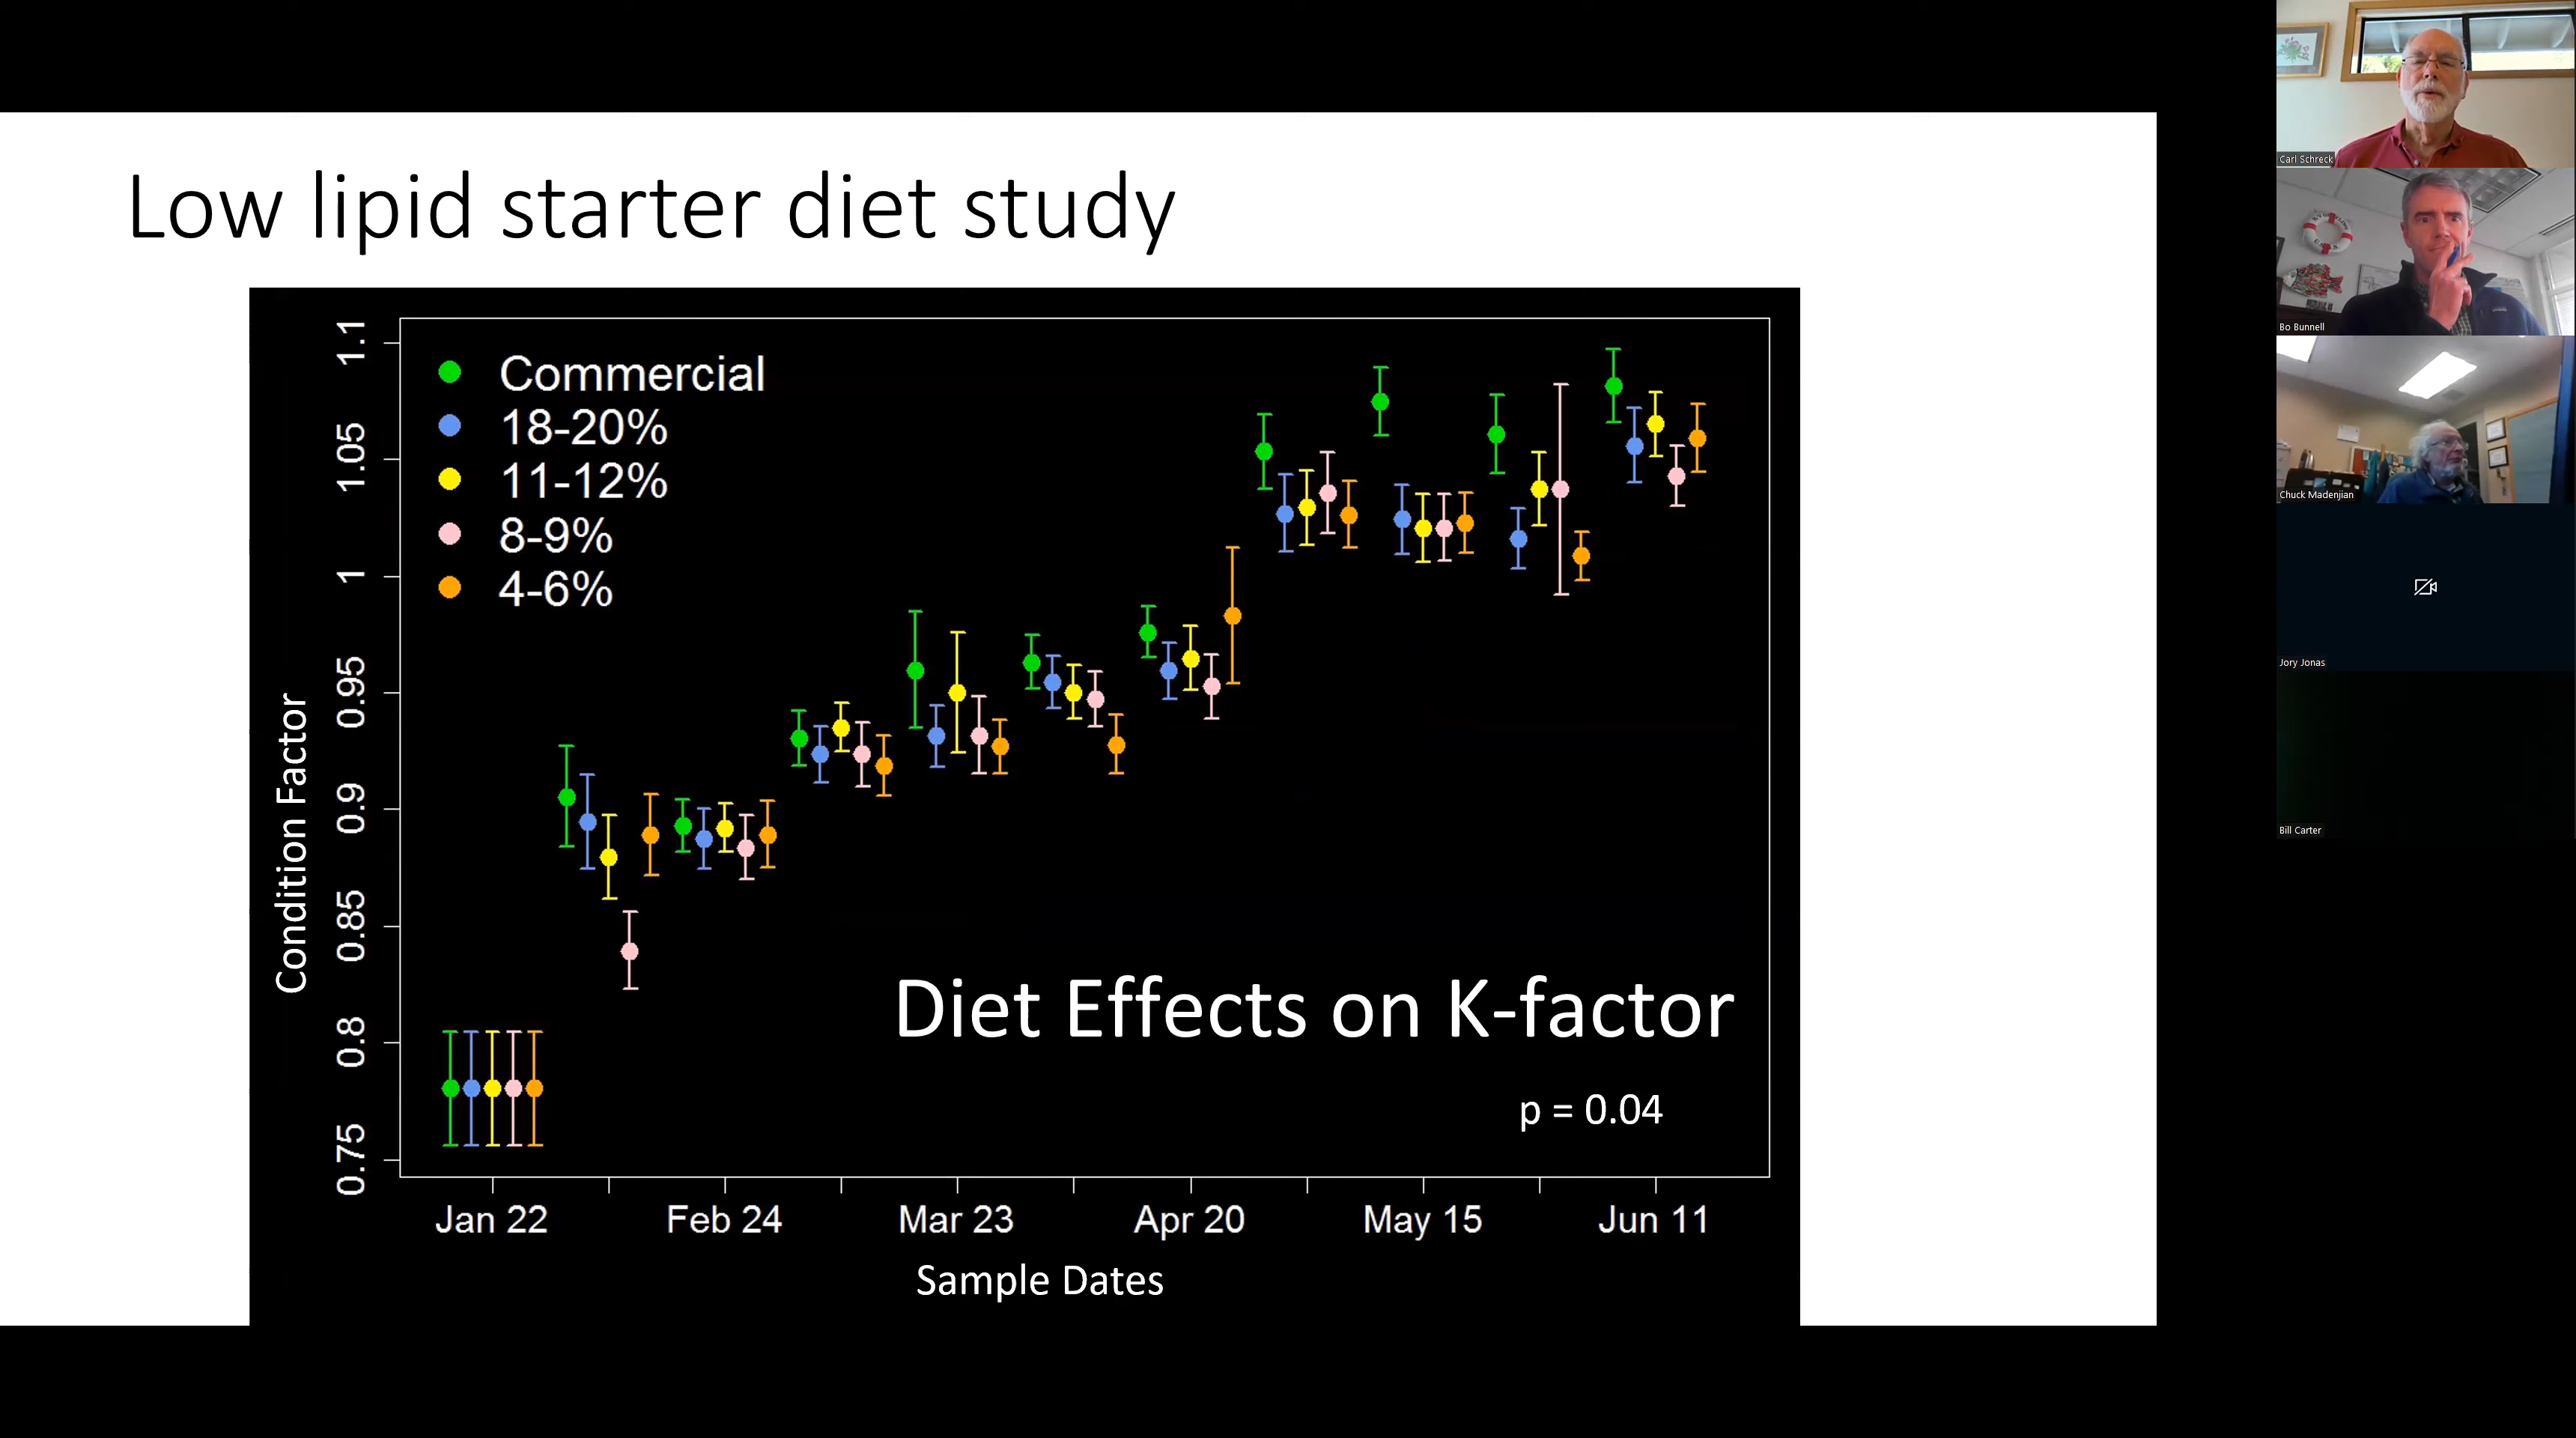 Low lipid starter diet study
Commercial
18-20%
11-12%
8-9%
4-6%
1.1
1.05
1
0.95
0.9
0.85
0.8
0.75
Condition Factor
Diet Effects on K-factor
p = 0.04
Jan 22
Feb 24
Mar 23
Apr 20
May 15
Jun 11
Sample Dates
Carl Schreck
Bo Bunnell
Chuck Madenjian
Jory Jonas
Bill Carter